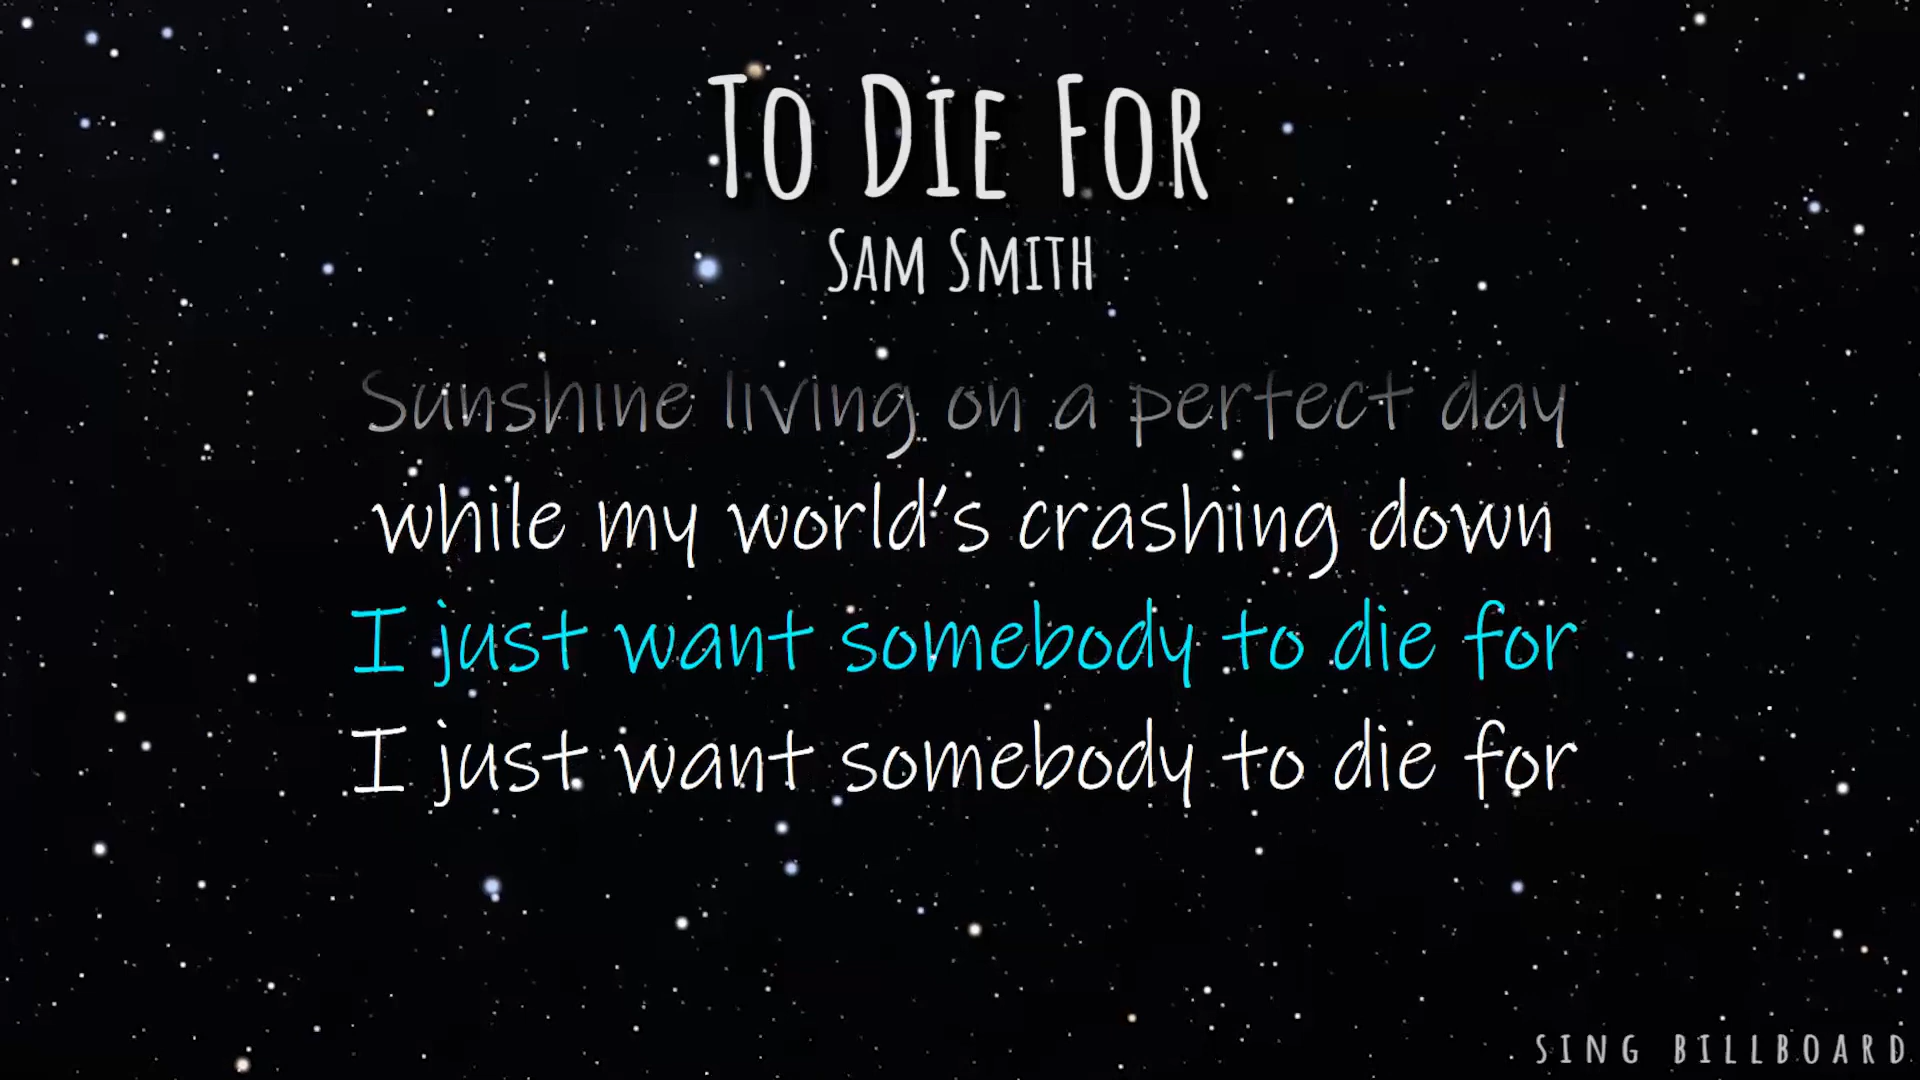 To Die For
Sam Smith
Sunshine living on a perfect day
while my world's crashing down
I just want somebody to die for
I just want somebody to die for
SING BILLBOARD